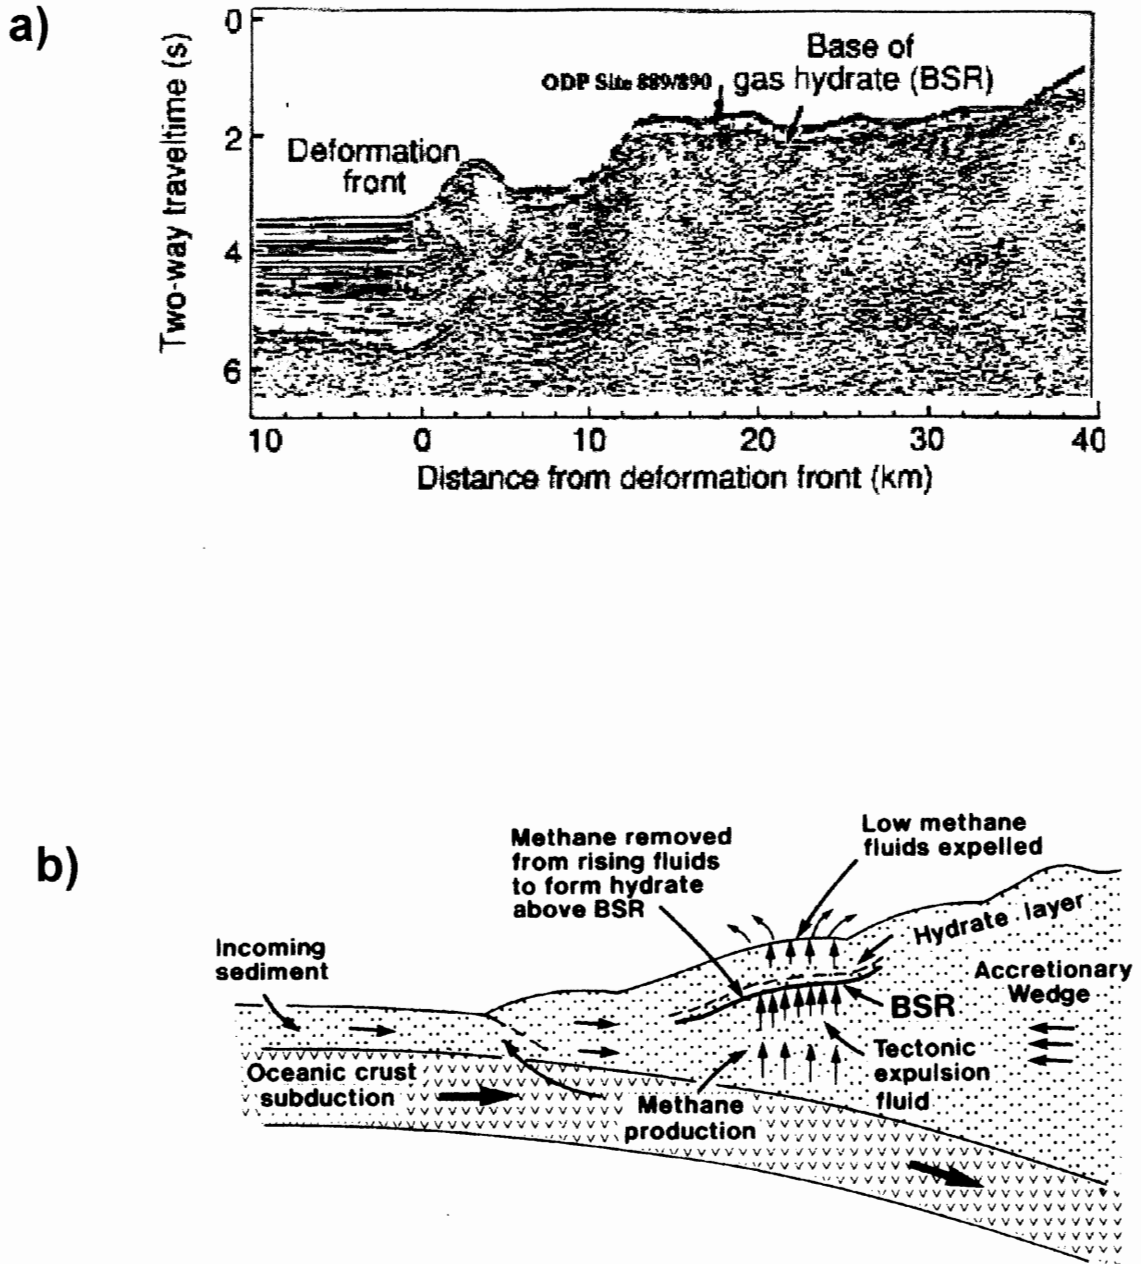 a)
Two-way traveltime (s)
0
2
4
6
Base of
gas hydrate (BSR)
ODP Site 889/890
Deformation
front
10 0 10 20 30 40
Distance from deformation front (km)
b)
Methane removed
from rising fluids
to form hydrate
above BSR
Low methane
fluids expelled
Incoming
sediment
Hydrate layer
Accretionary
Wedge
BSR
Oceanic crust
subduction
Tectonic
expulsion
fluid
Methane
production